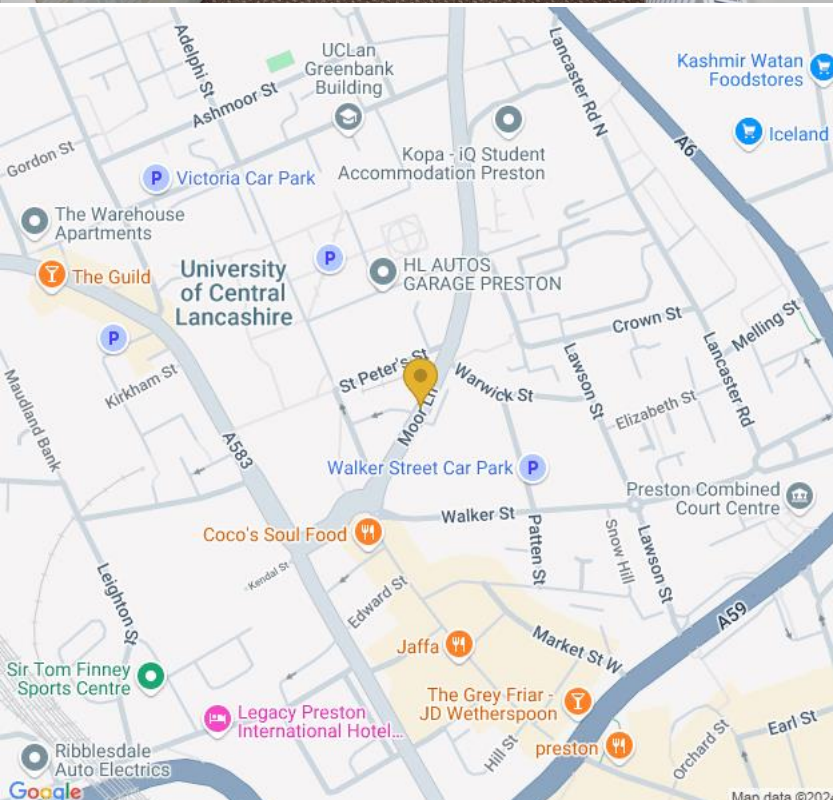 Adelphi St
UCLan
Greenbank
Building
Lancaster Rd N
Kashmir Watan
Foodstores
Ashmoor St
A6
Iceland
Gordon St
Kopa - iQ Student
Accommodation Preston
P
Victoria Car Park
The Warehouse
Apartments
P
HL AUTOS
GARAGE PRESTON
The Guild
University
of Central
Lancashire
Crown St
Melling St
P
St Peter's St
Lawson St
Lancaster Rd
Maudland Bank
Kirkham St
Warwick St
Elizabeth St
Moor Ln
A583
Walker Street Car Park
P
Preston Combined
Court Centre
Walker St
Coco's Soul Food
Patten St
Snow Hill
Lawson St
Kendal St
Leighton St
Edward St
A59
Jaffa
Market St W
Sir Tom Finney
Sports Centre
The Grey Friar -
JD Wetherspoon
Legacy Preston
International Hotel...
Earl St
Orchard St
Hill St
preston
Ribblesdale
Auto Electrics
Google
Map data ©2024